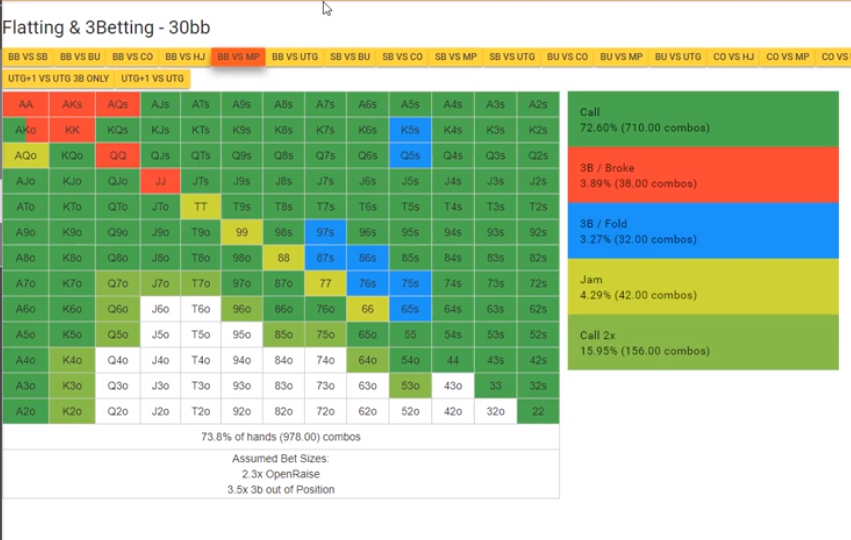 Flatting & 3Betting - 30bb
BB VS SB BB VS BU BB VS CO BB VS HJ BB VS MP BB VS UTG SB VS BU SB VS CO SB VS MP SB VS UTG BU VS CO BU VS MP BU VS UTG CO VS HJ CO VS MP CO VS
UTG+1 VS UTG 3B ONLY UTG+1 VS UTG
AA AKs AQs AJs ATs A9s A8s A7s A6s A5s A4s A3s A2s
AKo KK KQs KJs KTs K9s K8s K7s K6s K5s K4s K3s K2s
AQo KQo QQ QJs QTs Q9s Q8s Q7s Q6s Q5s Q4s Q3s Q2s
AJo KJo QJo JJ JTs J9s J8s J7s J6s J5s J4s J3s J2s
ATo KTo QTo JTo TT T9s T8s T7s T6s T5s T4s T3s T2s
A9o K9o Q9o J9o T9o 99 98s 97s 96s 95s 94s 93s 92s
A8o K8o Q8o J8o T8o 98o 88 87s 86s 85s 84s 83s 82s
A7o K7o Q7o J7o T7o 97o 87o 77 76s 75s 74s 73s 72s
A6o K6o Q6o J6o T6o 96o 86o 76o 66 65s 64s 63s 62s
A5o K5o Q5o J5o T5o 95o 85o 75o 65o 55 54s 53s 52s
A4o K4o Q4o J4o T4o 94o 84o 74o 64o 54o 44 43s 42s
A3o K3o Q3o J3o T3o 93o 83o 73o 63o 53o 43o 33 32s
A2o K2o Q2o J2o T2o 92o 82o 72o 62o 52o 42o 32o 22
73.8% of hands (978.00) combos
Assumed Bet Sizes:
2.3x OpenRaise
3.5x 3b out of Position
Call
72.60% (710.00 combos)
3B / Broke
3.89% (38.00 combos)
3B / Fold
3.27% (32.00 combos)
Jam
4.29% (42.00 combos)
Call 2x
15.95% (156.00 combos)